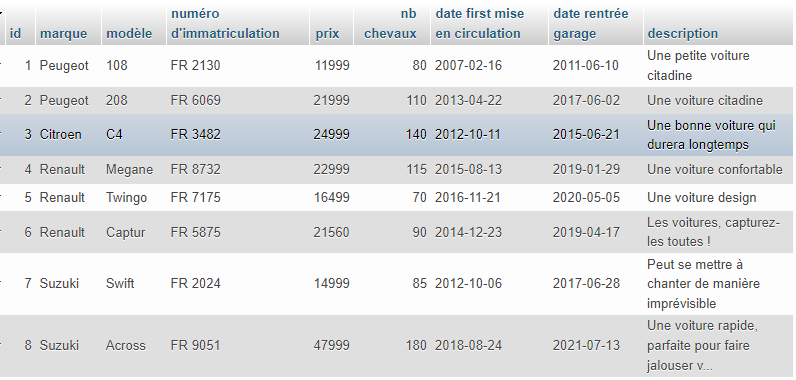 id marque modèle numéro d'immatriculation prix nb chevaux date first mise en circulation date rentrée garage description
1 Peugeot 108 FR 2130 11999 80 2007-02-16 2011-06-10 Une petite voiture citadine
2 Peugeot 208 FR 6069 21999 110 2013-04-22 2017-06-02 Une voiture citadine
3 Citroen C4 FR 3482 24999 140 2012-10-11 2015-06-21 Une bonne voiture qui durera longtemps
4 Renault Megane FR 8732 22999 115 2015-08-13 2019-01-29 Une voiture confortable
5 Renault Twingo FR 7175 16499 70 2016-11-21 2020-05-05 Une voiture design
6 Renault Captur FR 5875 21560 90 2014-12-23 2019-04-17 Les voitures, capturez-les toutes !
7 Suzuki Swift FR 2024 14999 85 2012-10-06 2017-06-28 Peut se mettre à chanter de manière imprévisible
8 Suzuki Across FR 9051 47999 180 2018-08-24 2021-07-13 Une voiture rapide, parfaite pour faire jalouser v...